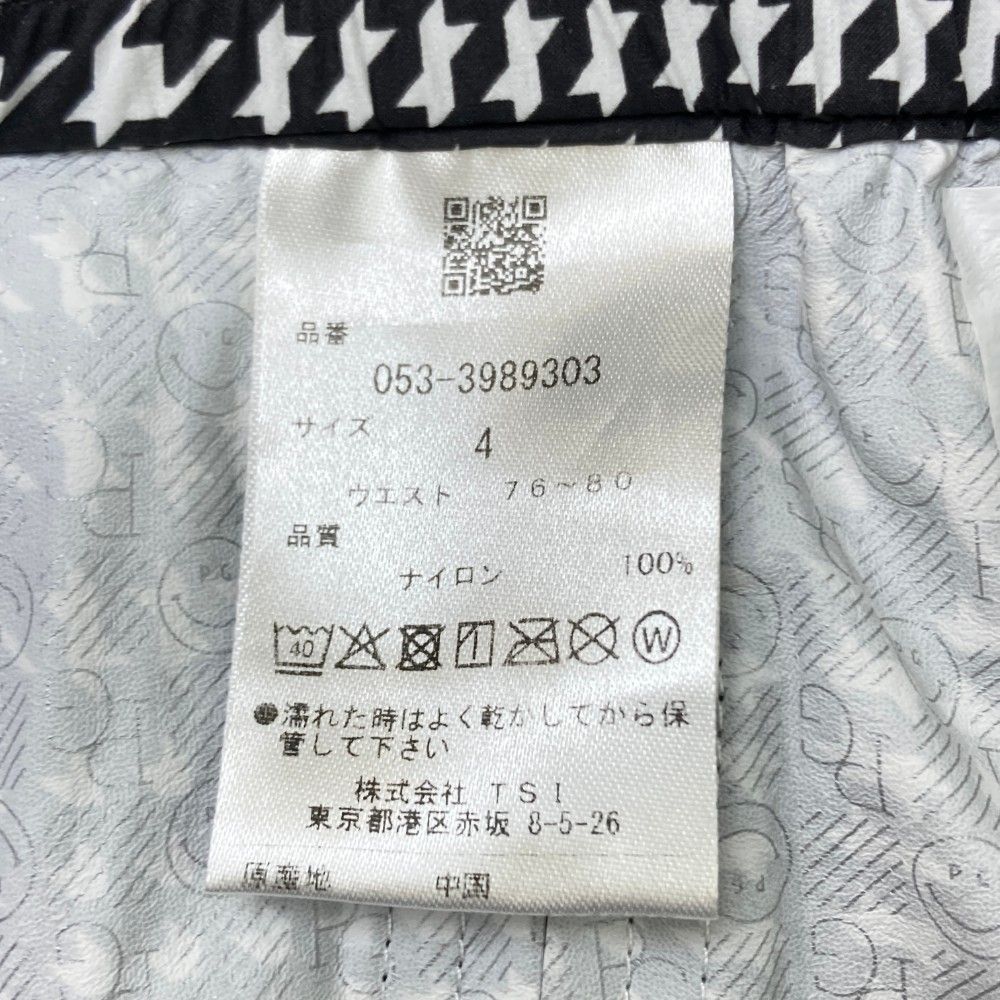 品番
053-3989303
サイズ
4
ウエスト 76~80
品質
ナイロン 100%
40
W
●濡れた時はよく乾かしてから保
管して下さい
株式会社 TSI
東京都港区赤坂 8-5-26
原産地 中国
P.G
P.G
P.G